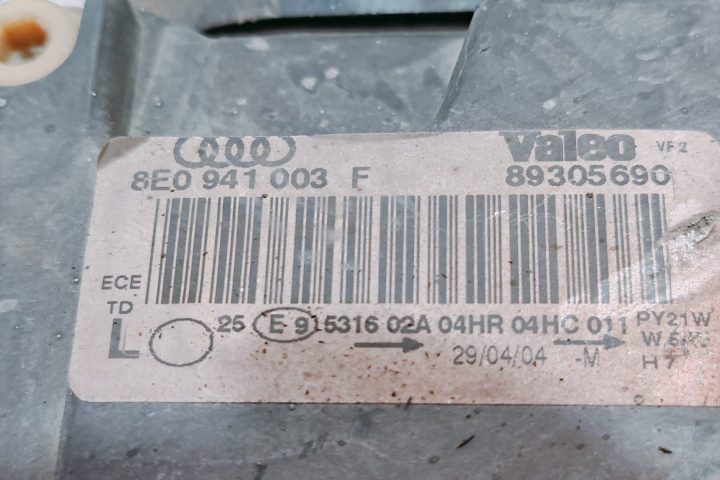 Valeo VF2
8E0 941 003 F 89305690
ECE
TD
L 25 E9 15316 02A 04HR 04HC 011 PY21W
29/04/04 -M
H7